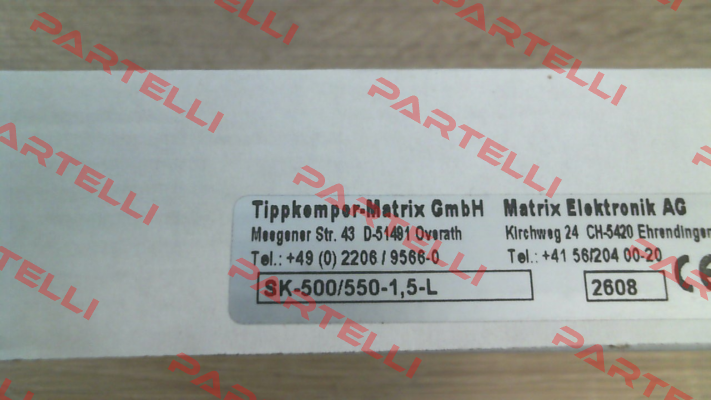 PARTELLI
PARTELLI
PARTELLI
PARTELLI
Tippkemper-Matrix GmbH Matrix Elektronik AG
Meegener Str. 43 D-51491 Overath Kirchweg 24 CH-5420 Ehrendingen
Tel.: +49 (0) 2206 / 9566-0 Tel.: +41 56/204 00-20
SK-500/550-1,5-L 2608 CE
PARTELLI
PARTELLI